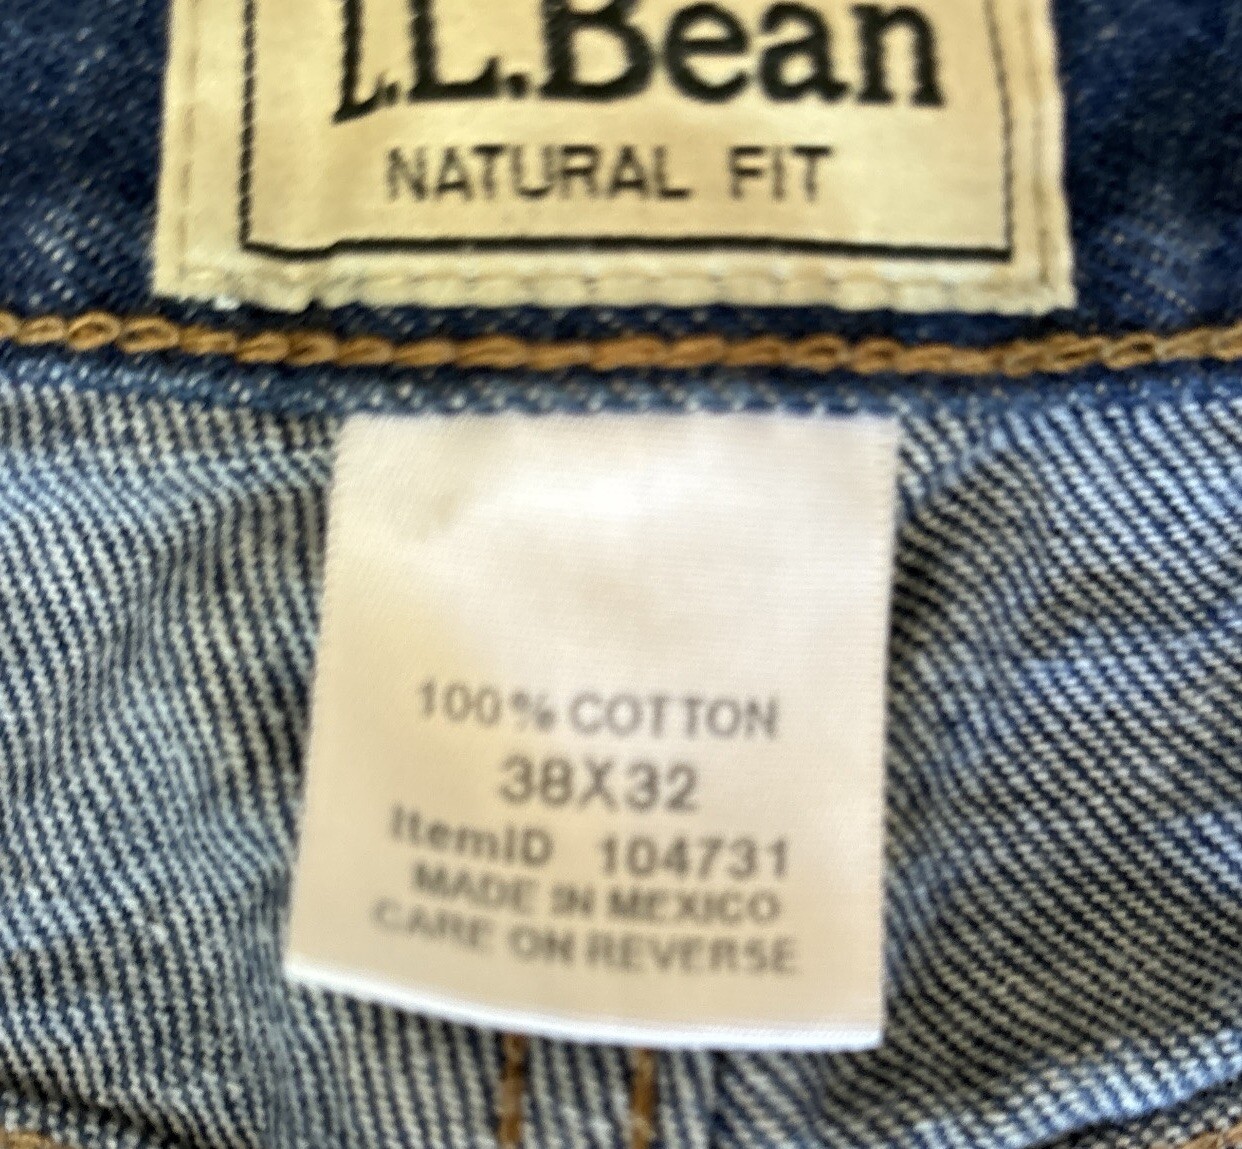 L.L.Bean
NATURAL FIT
100% COTTON
38X32
ItemID 104731
MADE IN MEXICO
CARE ON REVERSE